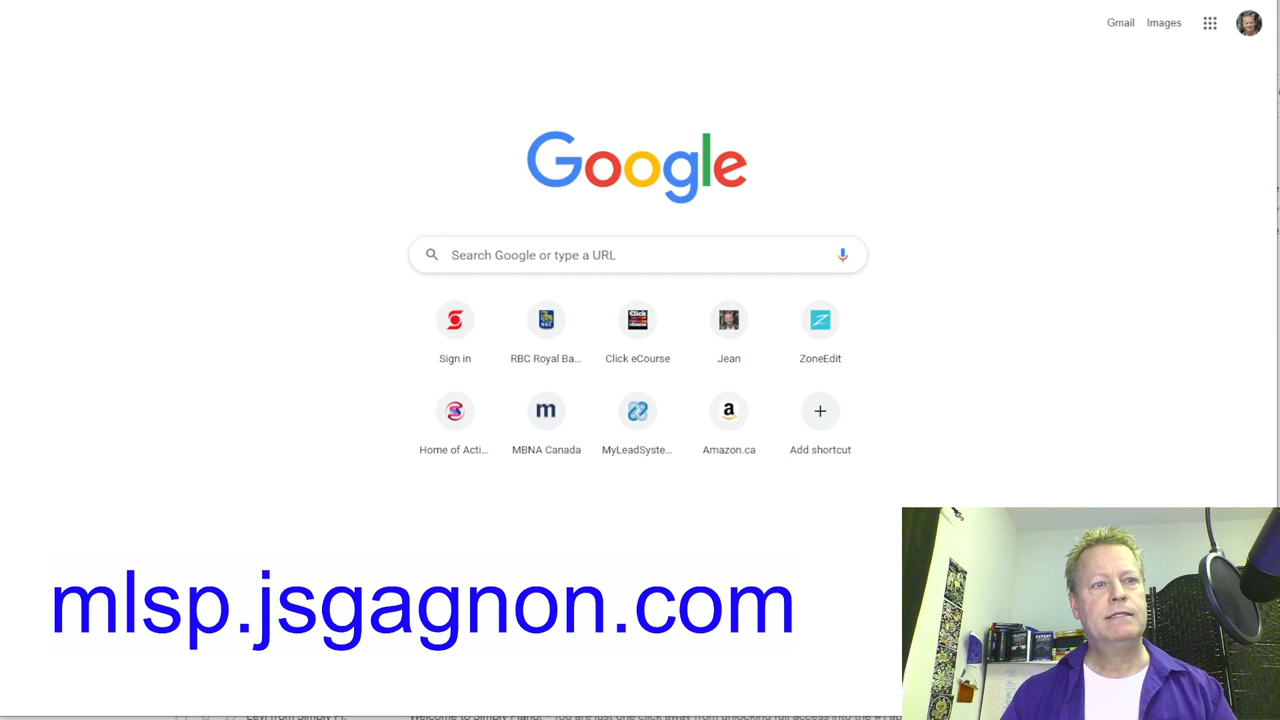 Gmail Images
Google
Search Google or type a URL
Sign in
RBC Royal Ba...
Click eCourse
Jean
ZoneEdit
Home of Acti...
MBNA Canada
MyLeadSyste...
Amazon.ca
Add shortcut
mlsp.jsgagnon.com